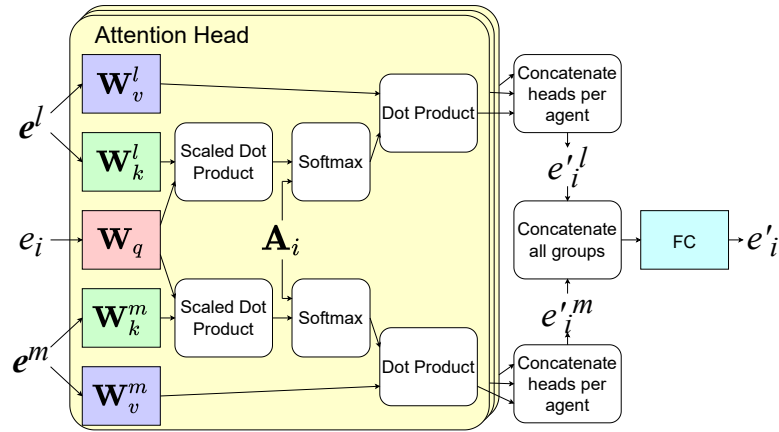 Attention Head
W_v^l
e^l
W_k^l
Scaled Dot
Product
Softmax
Dot Product
Concatenate
heads per
agent
e'_i^l
e_i
W_q
A_i
Concatenate
all groups
FC
e'_i
W_k^m
Scaled Dot
Product
Softmax
e'_i^m
e^m
W_v^m
Dot Product
Concatenate
heads per
agent